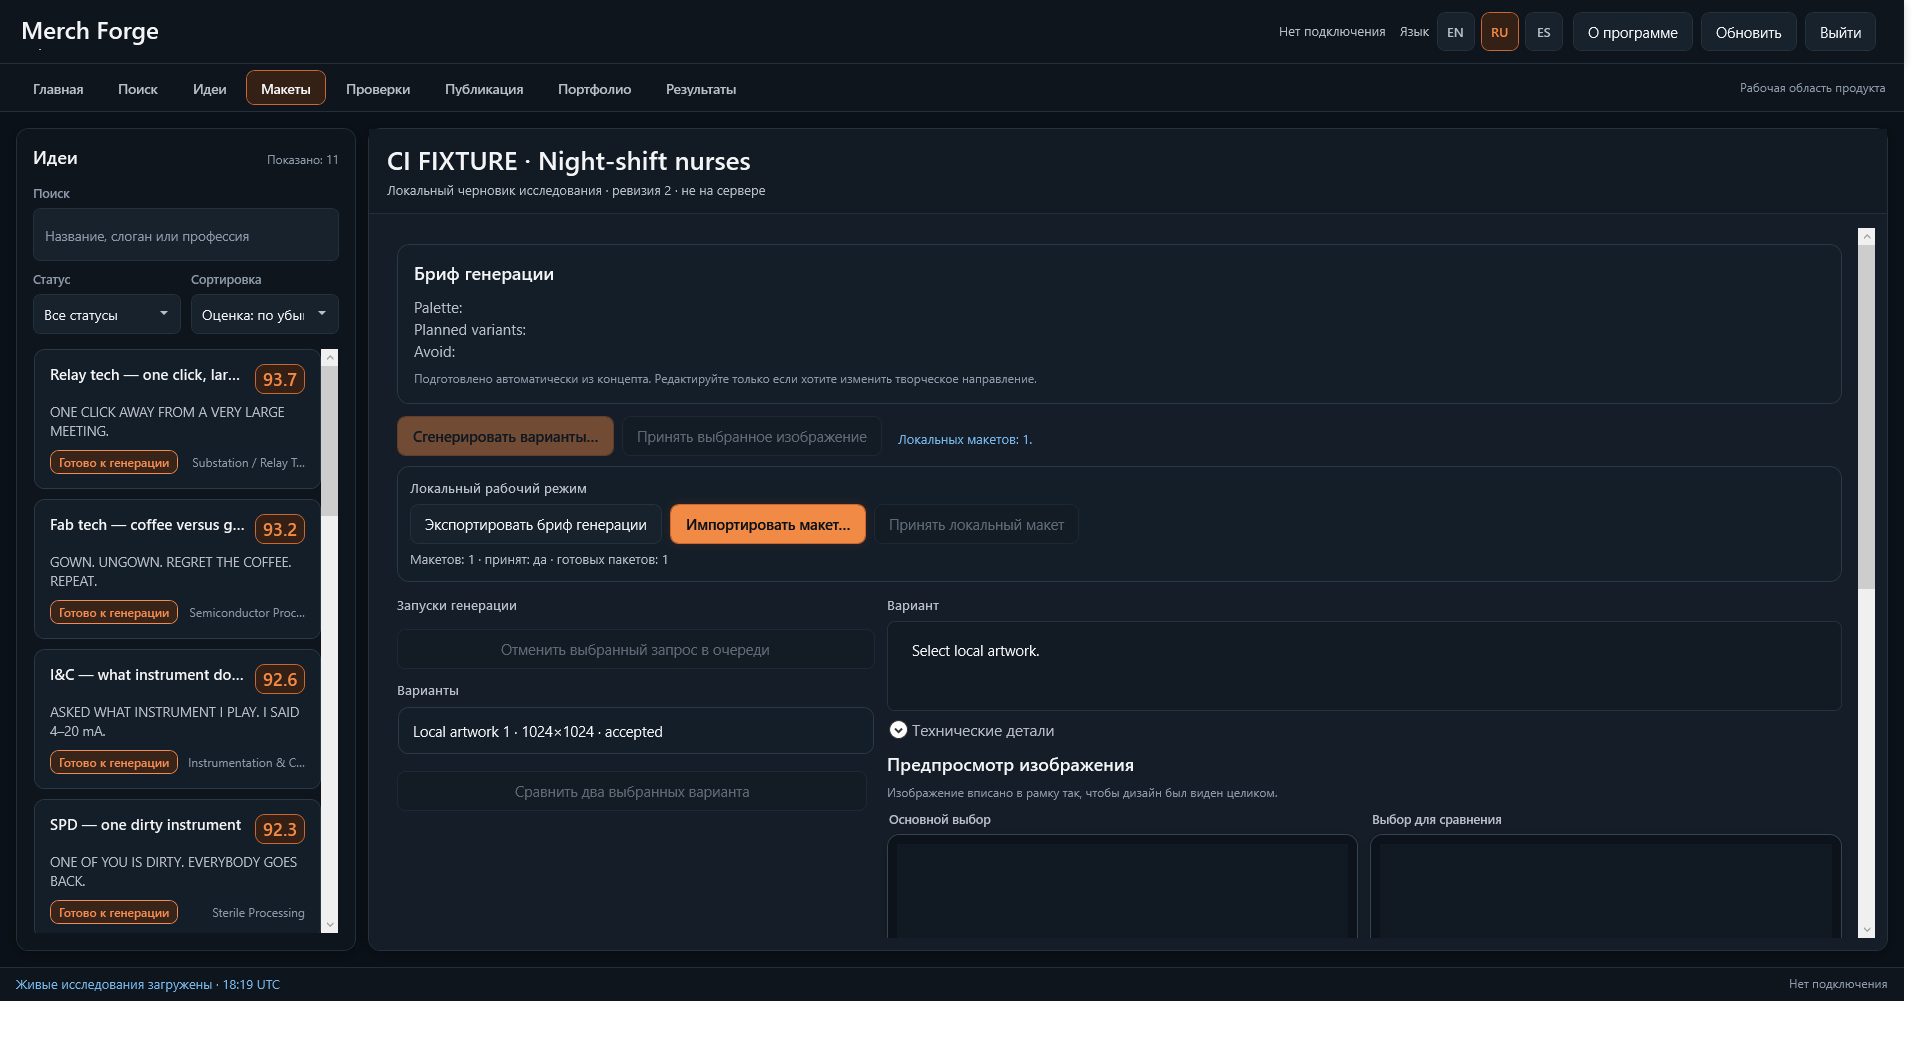 Merch Forge
Нет подключения
Язык
EN
RU
ES
О программе
Обновить
Выйти
Главная
Поиск
Идеи
Макеты
Проверки
Публикация
Портфолио
Результаты
Рабочая область продукта
Идеи
Показано: 11
Поиск
Название, слоган или профессия
Статус
Сортировка
Все статусы
Оценка: по убы
Relay tech — one click, lar...
93.7
ONE CLICK AWAY FROM A VERY LARGE
MEETING.
Готово к генерации
Substation / Relay T...
Fab tech — coffee versus g...
93.2
GOWN. UNGOWN. REGRET THE COFFEE.
REPEAT.
Готово к генерации
Semiconductor Proc...
I&C — what instrument do...
92.6
ASKED WHAT INSTRUMENT I PLAY. I SAID
4–20 mA.
Готово к генерации
Instrumentation & C...
SPD — one dirty instrument
92.3
ONE OF YOU IS DIRTY. EVERYBODY GOES
BACK.
Готово к генерации
Sterile Processing
CI FIXTURE · Night-shift nurses
Локальный черновик исследования · ревизия 2 · не на сервере
Бриф генерации
Palette:
Planned variants:
Avoid:
Подготовлено автоматически из концепта. Редактируйте только если хотите изменить творческое направление.
Сгенерировать варианты...
Принять выбранное изображение
Локальных макетов: 1.
Локальный рабочий режим
Экспортировать бриф генерации
Импортировать макет...
Принять локальный макет
Макетов: 1 · принят: да · готовых пакетов: 1
Запуски генерации
Отменить выбранный запрос в очереди
Варианты
Local artwork 1 · 1024×1024 · accepted
Сравнить два выбранных варианта
Вариант
Select local artwork.
Технические детали
Предпросмотр изображения
Изображение вписано в рамку так, чтобы дизайн был виден целиком.
Основной выбор
Выбор для сравнения
Живые исследования загружены · 18:19 UTC
Нет подключения